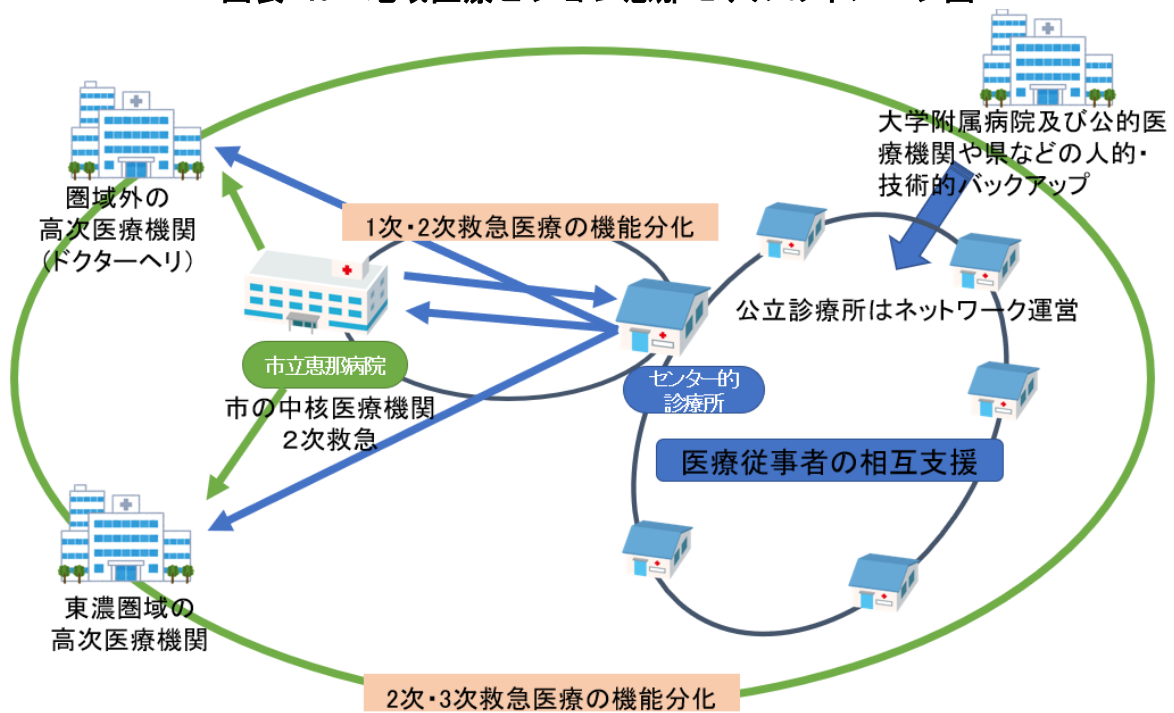 大学附属病院及び公的医
療機関や県などの人的・
技術的バックアップ
圏域外の
高次医療機関
(ドクターヘリ)
1次・2次救急医療の機能分化
公立診療所はネットワーク運営
市立恵那病院
市の中核医療機関
2次救急
センター的
診療所
医療従事者の相互支援
東濃圏域の
高次医療機関
2次・3次救急医療の機能分化